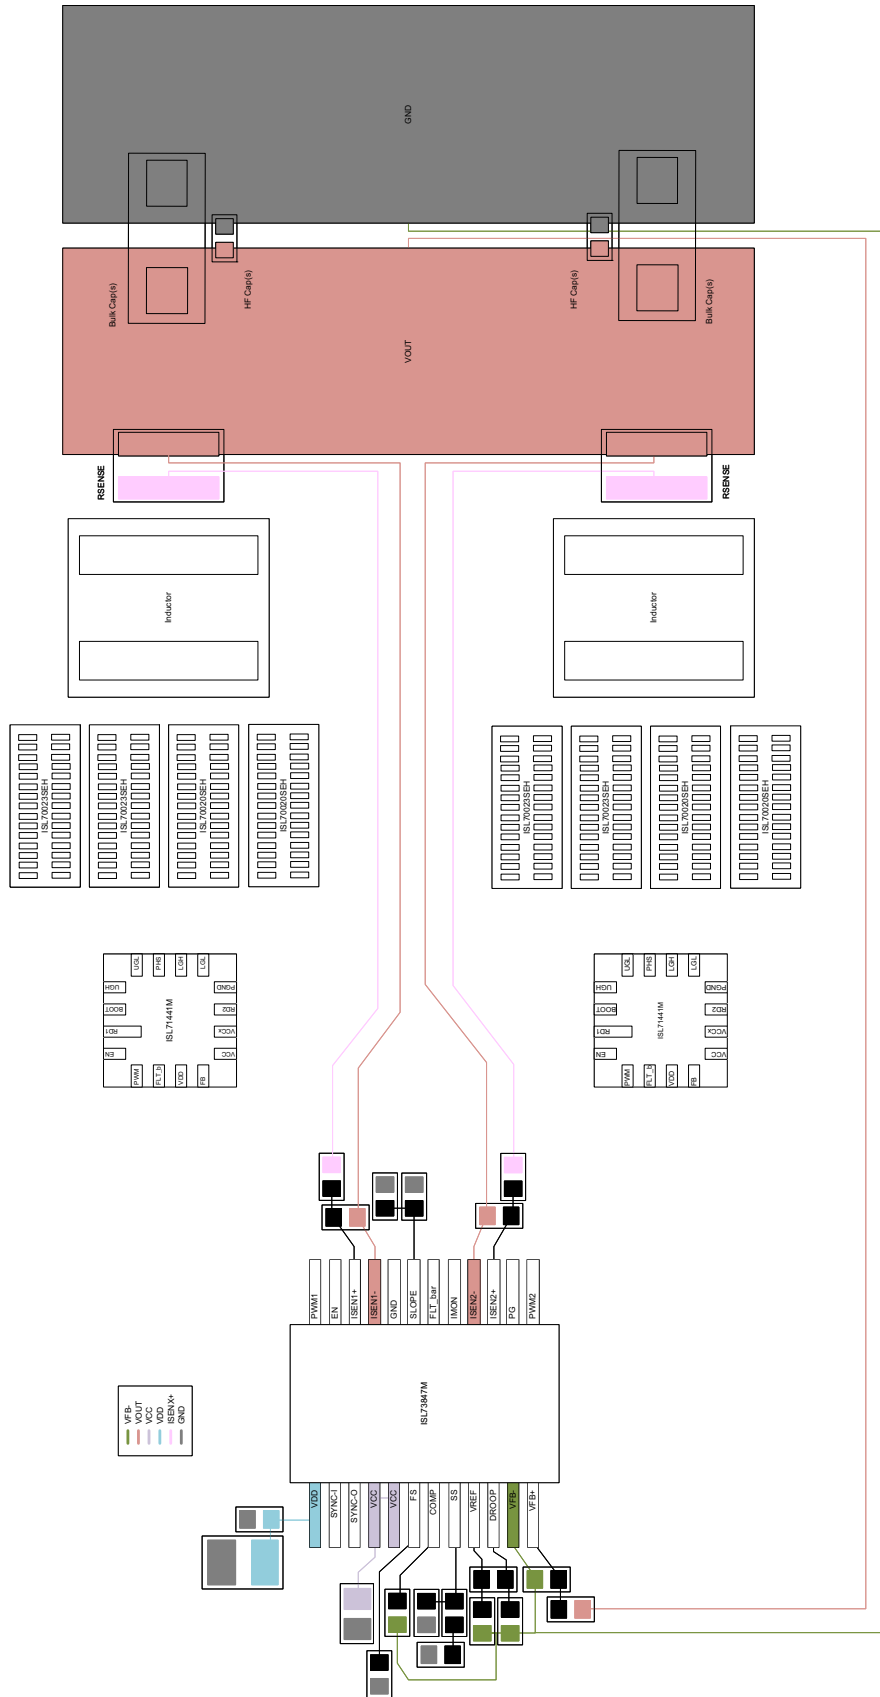 GND
Bulk Cap(s)
HF Cap(s)
HF Cap(s)
Bulk Cap(s)
VOUT
RSENSE
RSENSE
Inductor
Inductor
ISL70023SEH
ISL70023SEH
ISL70020SEH
ISL70020SEH
ISL70023SEH
ISL70023SEH
ISL70020SEH
ISL70020SEH
UGL
PHS
LGH
LGL
UGH
BOOT
RD1
EN
ISL71441M
PGND
RD2
VCCx
VCC
PWM
FLT_b
VDD
FB
UGL
PHS
LGH
LGL
UGH
BOOT
RD1
EN
ISL71441M
PGND
RD2
VCCx
VCC
PWM
FLT_b
VDD
FB
PWM1
EN
ISEN1+
ISEN1-
GND
SLOPE
FLT_bar
IMON
ISEN2-
ISEN2+
PG
PWM2
ISL73847M
VFB-
VOUT
VCC
VDD
ISENX+
GND
VDD
SYNC-I
SYNC-O
VCC
VCC
FS
COMP
SS
VREF
DROOP
VFB-
VFB+